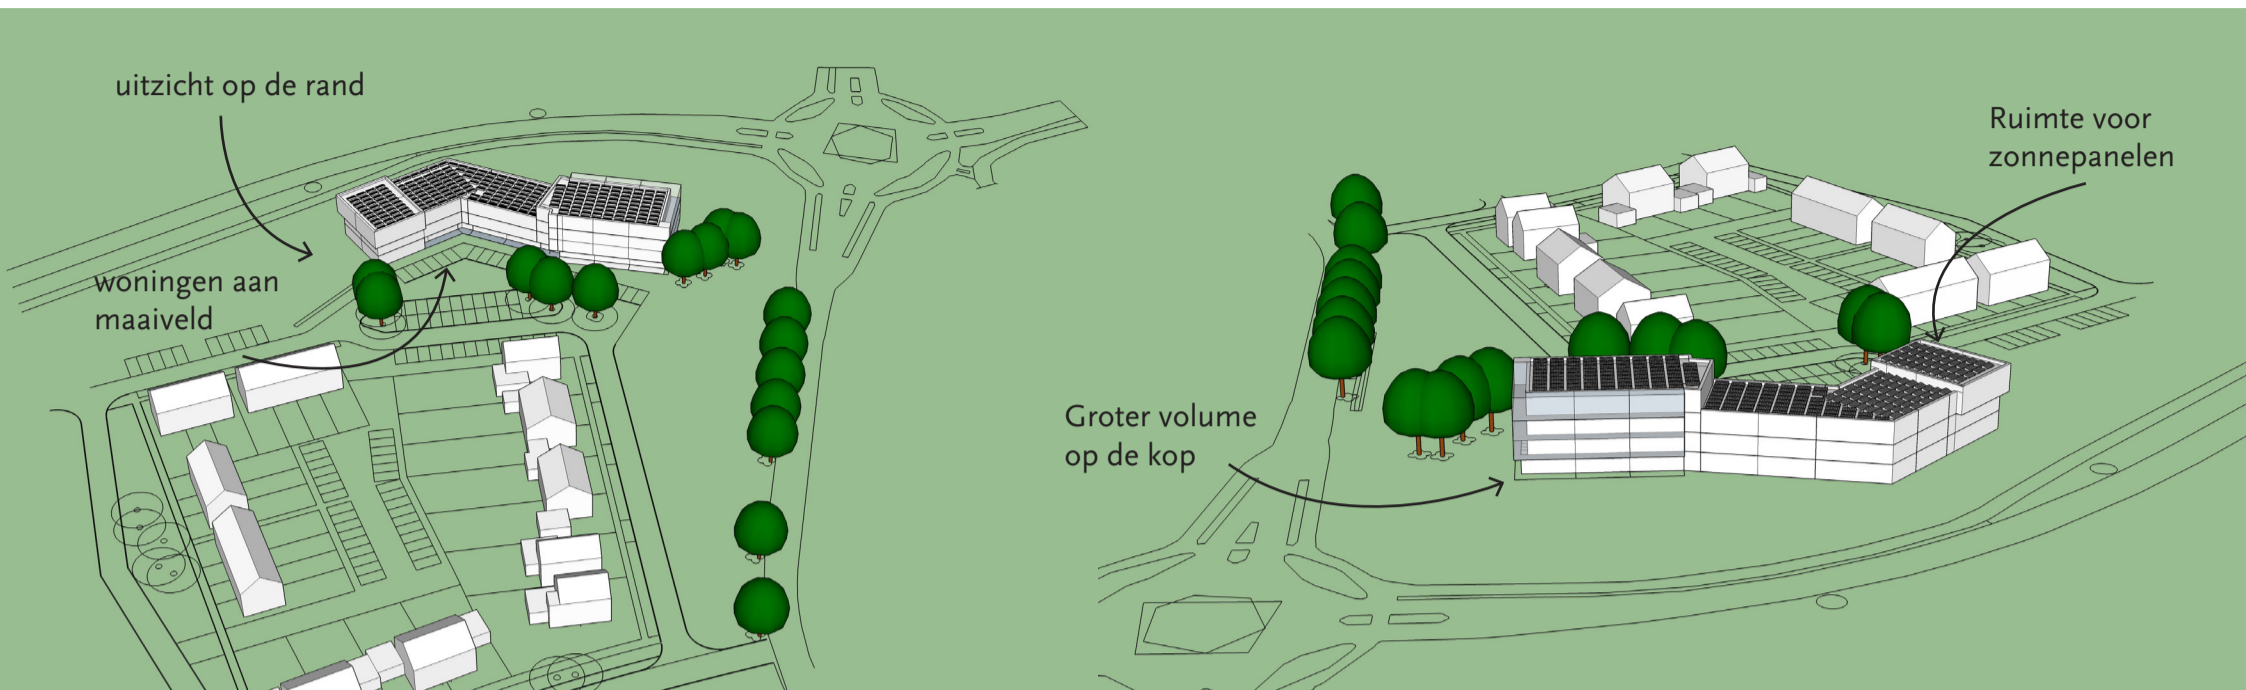 uitzicht op de rand
woningen aan
maaiveld
Ruimte voor
zonnepanelen
Groter volume
op de kop